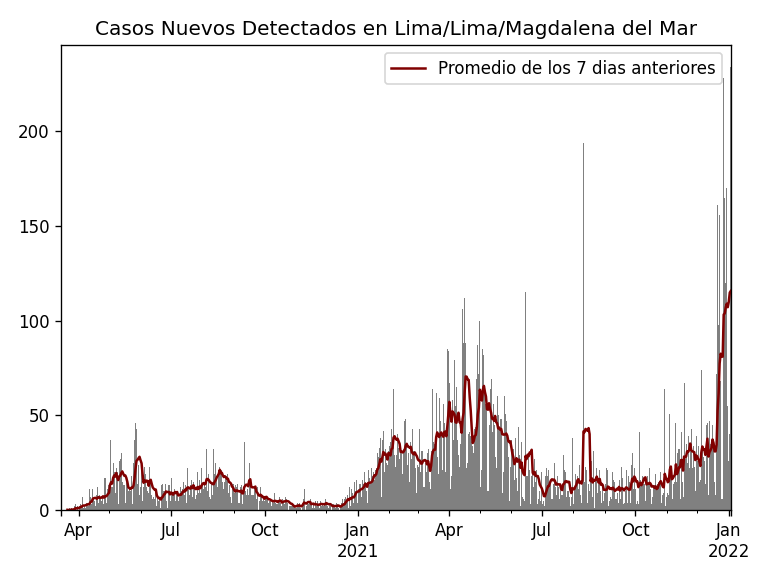 Casos Nuevos Detectados en Lima/Lima/Magdalena del Mar
Promedio de los 7 dias anteriores
200
150
100
50
0
Apr Jul Oct Jan Apr Jul Oct Jan
2021 2022